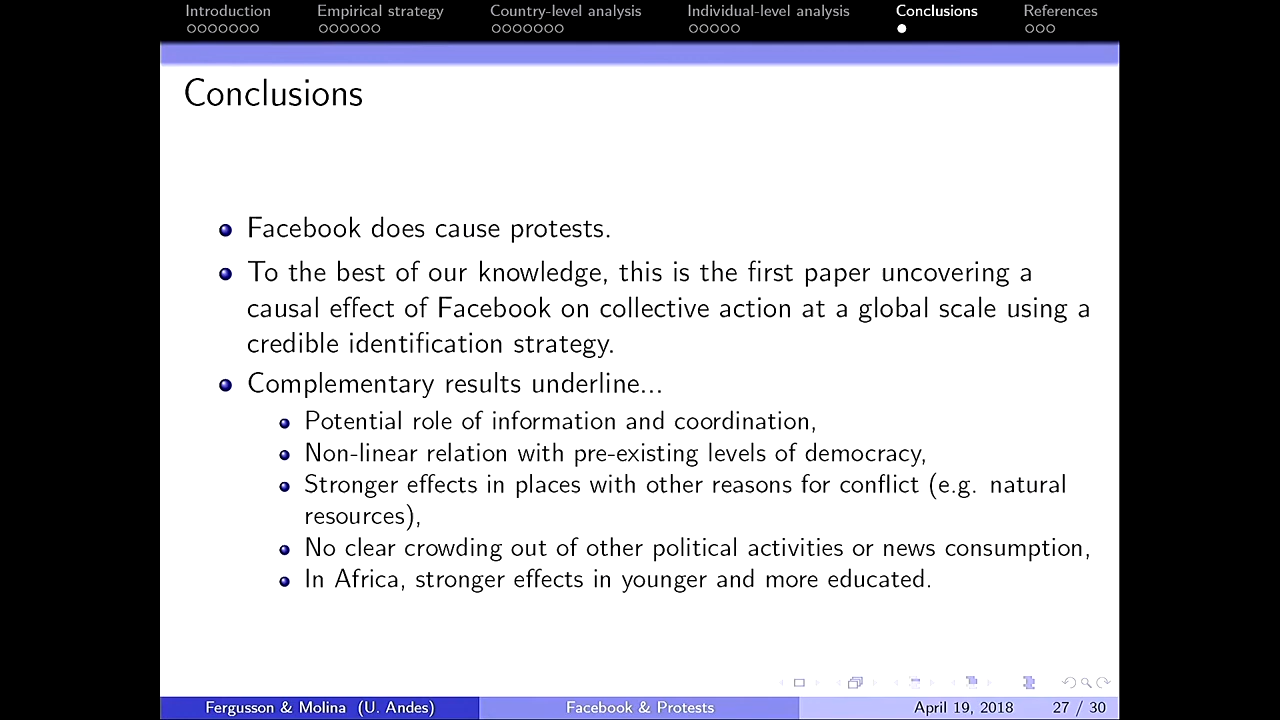 Introduction Empirical strategy Country-level analysis Individual-level analysis Conclusions References
Conclusions
Facebook does cause protests.
To the best of our knowledge, this is the first paper uncovering a
causal effect of Facebook on collective action at a global scale using a
credible identification strategy.
Complementary results underline...
Potential role of information and coordination,
Non-linear relation with pre-existing levels of democracy,
Stronger effects in places with other reasons for conflict (e.g. natural
resources),
No clear crowding out of other political activities or news consumption,
In Africa, stronger effects in younger and more educated.
Fergusson & Molina (U. Andes) Facebook & Protests April 19, 2018 27 / 30